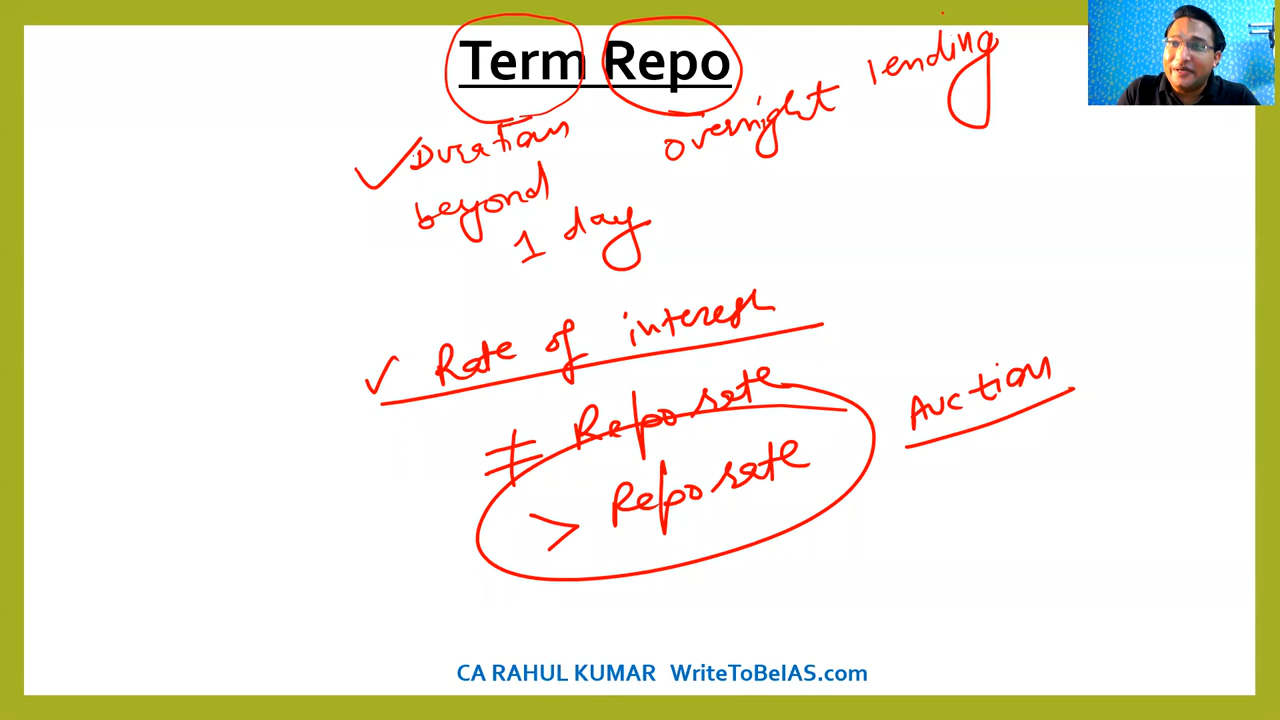 Term Repo
overnight lending
Duration
beyond
1 day
Rate of interest
≠ Repo rate
> Repo rate
Auction
CA RAHUL KUMAR WriteToBeIAS.com